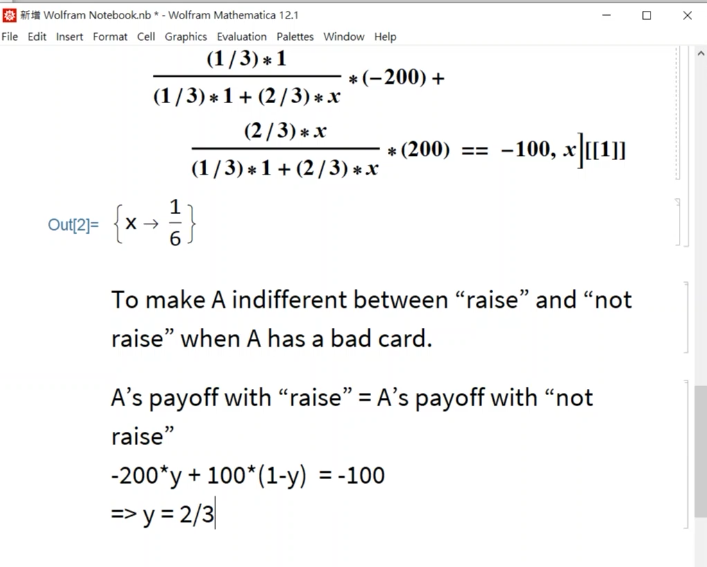 新增 Wolfram Notebook.nb * - Wolfram Mathematica 12.1
File Edit Insert Format Cell Graphics Evaluation Palettes Window Help
(1/3)*1
(1/3)*1+(2/3)*x
*(-200)+
(2/3)*x
(1/3)*1+(2/3)*x
*(200) == -100, x][[1]]
Out[2]= {x → 1/6}
To make A indifferent between “raise” and “not
raise” when A has a bad card.
A’s payoff with “raise” = A’s payoff with “not
raise”
-200*y + 100*(1-y) = -100
=> y = 2/3